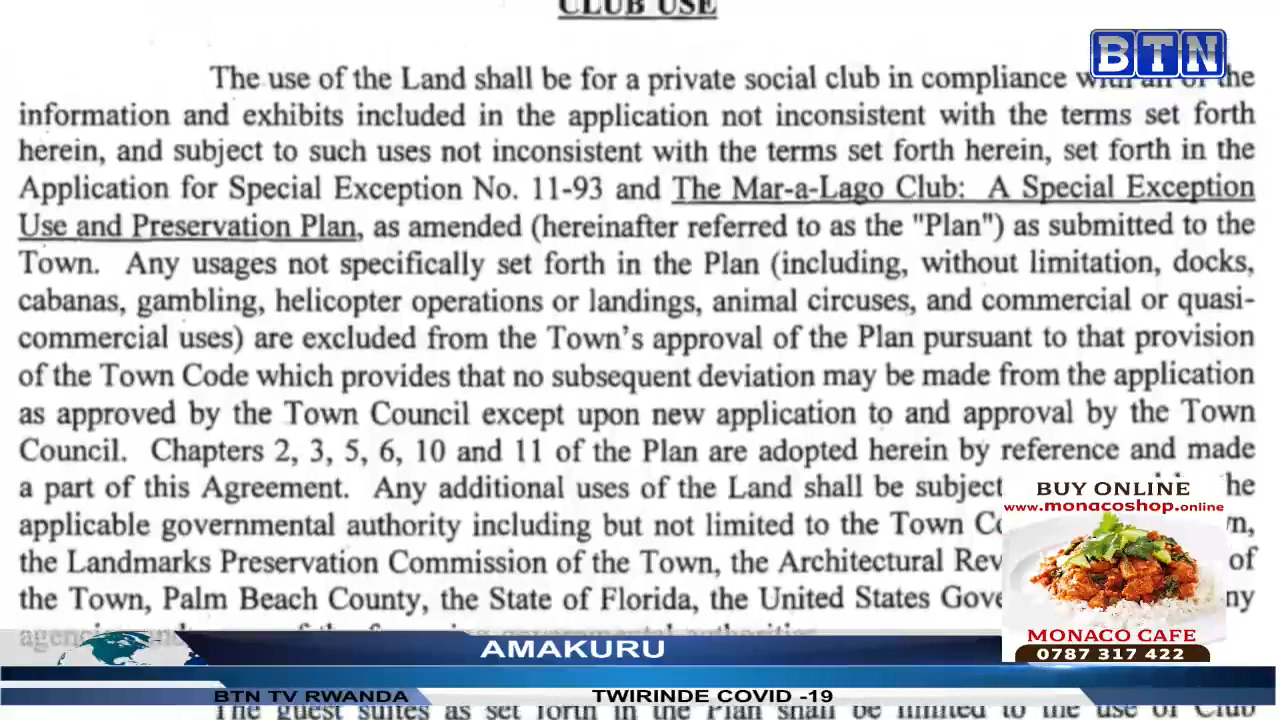 CLUB USE
BTN
The use of the Land shall be for a private social club in compliance with all of the
information and exhibits included in the application not inconsistent with the terms set forth
herein, and subject to such uses not inconsistent with the terms set forth herein, set forth in the
Application for Special Exception No. 11-93 and The Mar-a-Lago Club: A Special Exception
Use and Preservation Plan, as amended (hereinafter referred to as the "Plan") as submitted to the
Town. Any usages not specifically set forth in the Plan (including, without limitation, docks,
cabanas, gambling, helicopter operations or landings, animal circuses, and commercial or quasi-
commercial uses) are excluded from the Town's approval of the Plan pursuant to that provision
of the Town Code which provides that no subsequent deviation may be made from the application
as approved by the Town Council except upon new application to and approval by the Town
Council. Chapters 2, 3, 5, 6, 10 and 11 of the Plan are adopted herein by reference and made
a part of this Agreement. Any additional uses of the Land shall be subject
applicable governmental authority including but not limited to the Town
the Landmarks Preservation Commission of the Town, the Architectural of
the Town, Palm Beach County, the State of Florida, the United States
BUY ONLINE
www.monacoshop.online
MONACO CAFE
0787 317 422
AMAKURU
BTN TV RWANDA TWIRINDE COVID -19
The guest suites as set forth in the Plan shall be limited to the use of Club